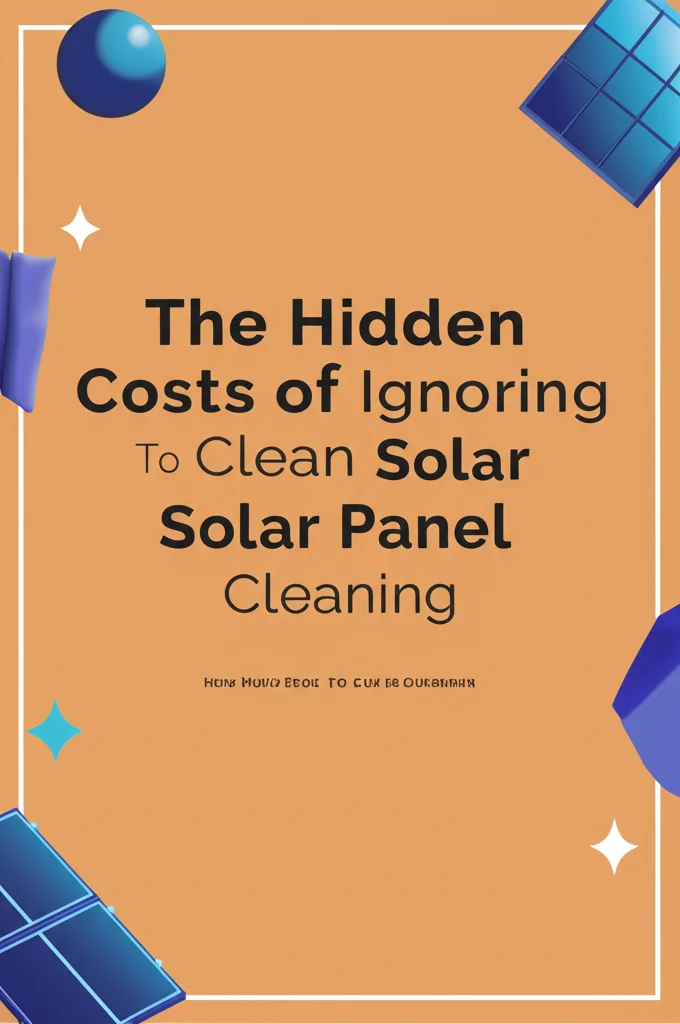 The Hidden
Costs of Ignoring
To Clean Solar
Solar Panel
Cleaning